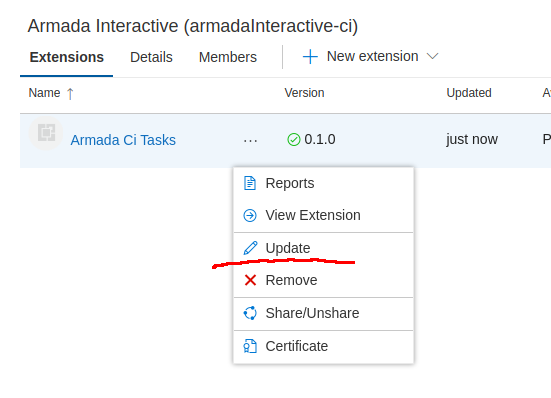 Armada Interactive (armadaInteractive-ci)
Extensions Details Members New extension
Name Version Updated
Armada Ci Tasks ... 0.1.0 just now
Reports
View Extension
Update
Remove
Share/Unshare
Certificate